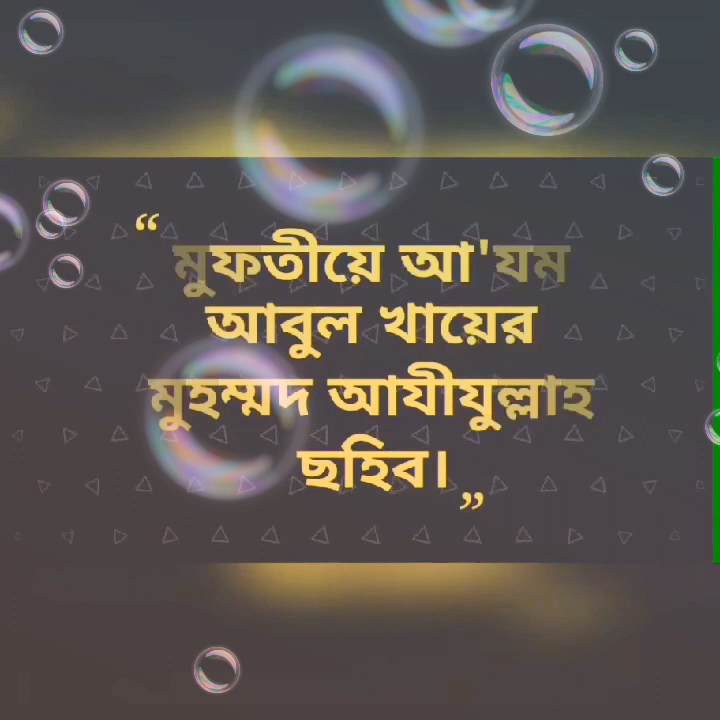 “ মুফতীয়ে আ'যম
আবুল খায়ের
মুহম্মদ আযীযুল্লাহ
ছহিব। ”